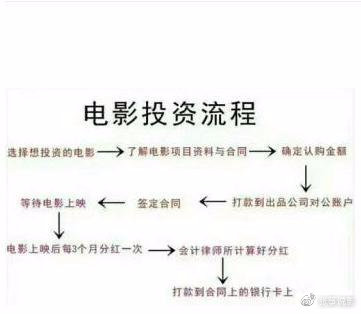 电影投资流程
选择想投资的电影
了解电影项目资料与合同
确定认购金额
打款到出品公司对公账户
签定合同
等待电影上映
电影上映后每3个月分红一次
会计律师所计算好分红
打款到合同上的银行卡上